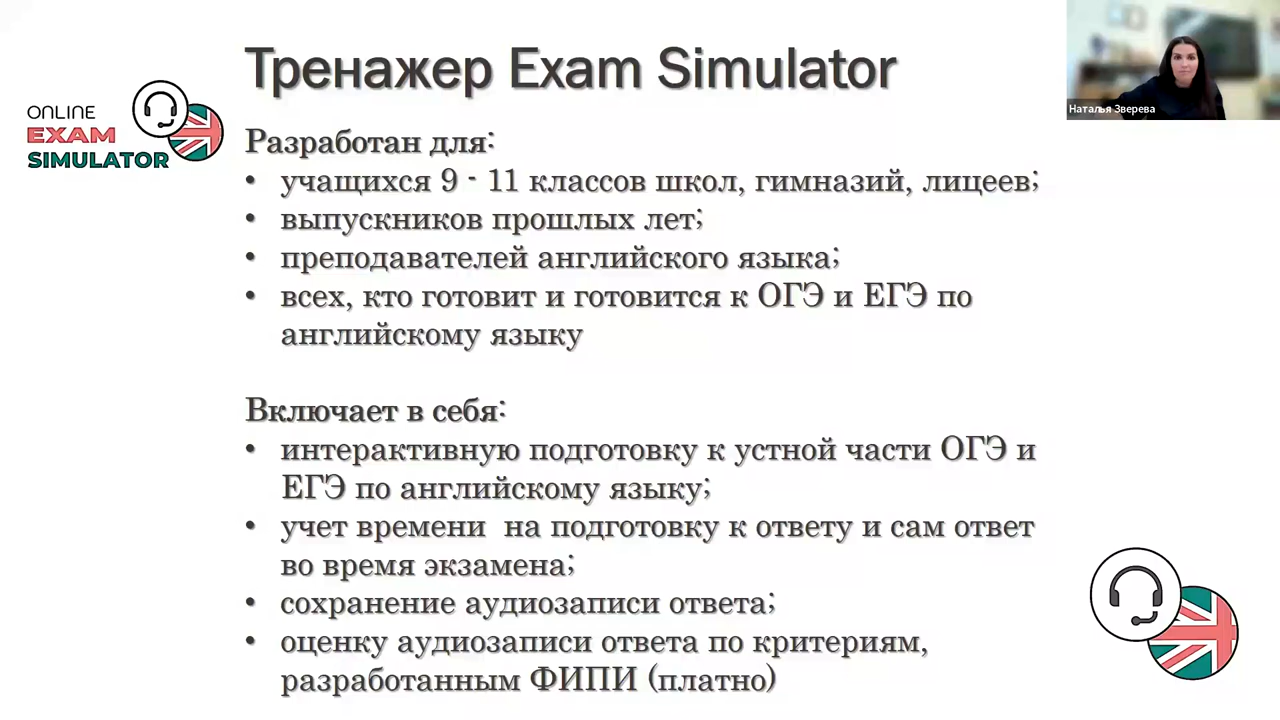 Тренажер Exam Simulator
ONLINE
EXAM
SIMULATOR
Наталья Зверева
Разработан для:
• учащихся 9 - 11 классов школ, гимназий, лицеев;
• выпускников прошлых лет;
• преподавателей английского языка;
• всех, кто готовит и готовится к ОГЭ и ЕГЭ по
английскому языку
Включает в себя:
• интерактивную подготовку к устной части ОГЭ и
ЕГЭ по английскому языку;
• учет времени на подготовку к ответу и сам ответ
во время экзамена;
• сохранение аудиозаписи ответа;
• оценку аудиозаписи ответа по критериям,
разработанным ФИПИ (платно)